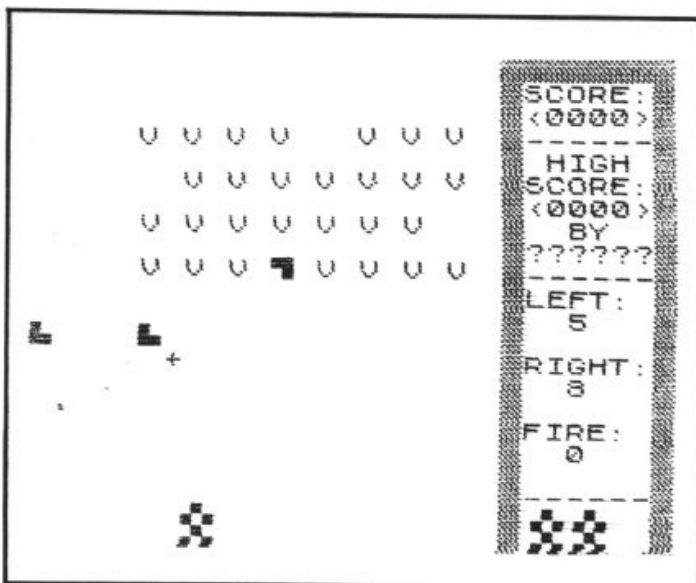 SCORE:
<0000>
HIGH
SCORE:
<0000>
BY
??????
LEFT:
5
RIGHT:
8
FIRE:
0